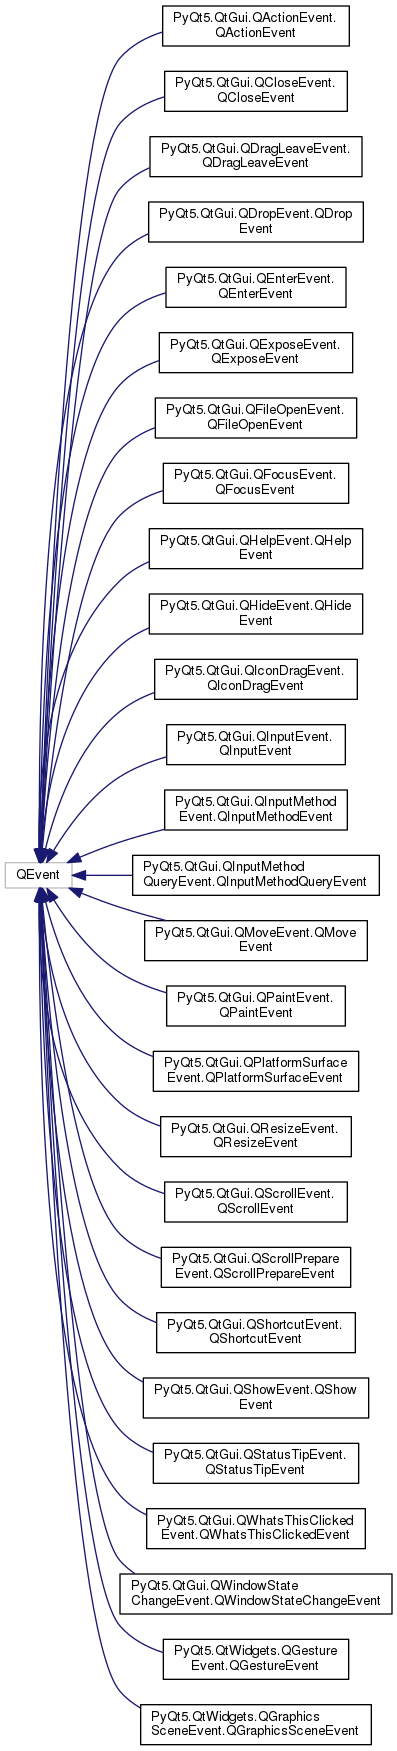 PyQt5.QtGui.QActionEvent.
QActionEvent
PyQt5.QtGui.QCloseEvent.
QCloseEvent
PyQt5.QtGui.QDragLeaveEvent.
QDragLeaveEvent
PyQt5.QtGui.QDropEvent.QDrop
Event
PyQt5.QtGui.QEnterEvent.
QEnterEvent
PyQt5.QtGui.QExposeEvent.
QExposeEvent
PyQt5.QtGui.QFileOpenEvent.
QFileOpenEvent
PyQt5.QtGui.QFocusEvent.
QFocusEvent
PyQt5.QtGui.QHelpEvent.QHelp
Event
PyQt5.QtGui.QHideEvent.QHide
Event
PyQt5.QtGui.QIconDragEvent.
QIconDragEvent
PyQt5.QtGui.QInputEvent.
QInputEvent
PyQt5.QtGui.QInputMethod
Event.QInputMethodEvent
QEvent
PyQt5.QtGui.QInputMethod
QueryEvent.QInputMethodQueryEvent
PyQt5.QtGui.QMoveEvent.QMove
Event
PyQt5.QtGui.QPaintEvent.
QPaintEvent
PyQt5.QtGui.QPlatformSurface
Event.QPlatformSurfaceEvent
PyQt5.QtGui.QResizeEvent.
QResizeEvent
PyQt5.QtGui.QScrollEvent.
QScrollEvent
PyQt5.QtGui.QScrollPrepare
Event.QScrollPrepareEvent
PyQt5.QtGui.QShortcutEvent.
QShortcutEvent
PyQt5.QtGui.QShowEvent.QShow
Event
PyQt5.QtGui.QStatusTipEvent.
QStatusTipEvent
PyQt5.QtGui.QWhatsThisClicked
Event.QWhatsThisClickedEvent
PyQt5.QtGui.QWindowState
ChangeEvent.QWindowStateChangeEvent
PyQt5.QtWidgets.QGesture
Event.QGestureEvent
PyQt5.QtWidgets.QGraphics
SceneEvent.QGraphicsSceneEvent